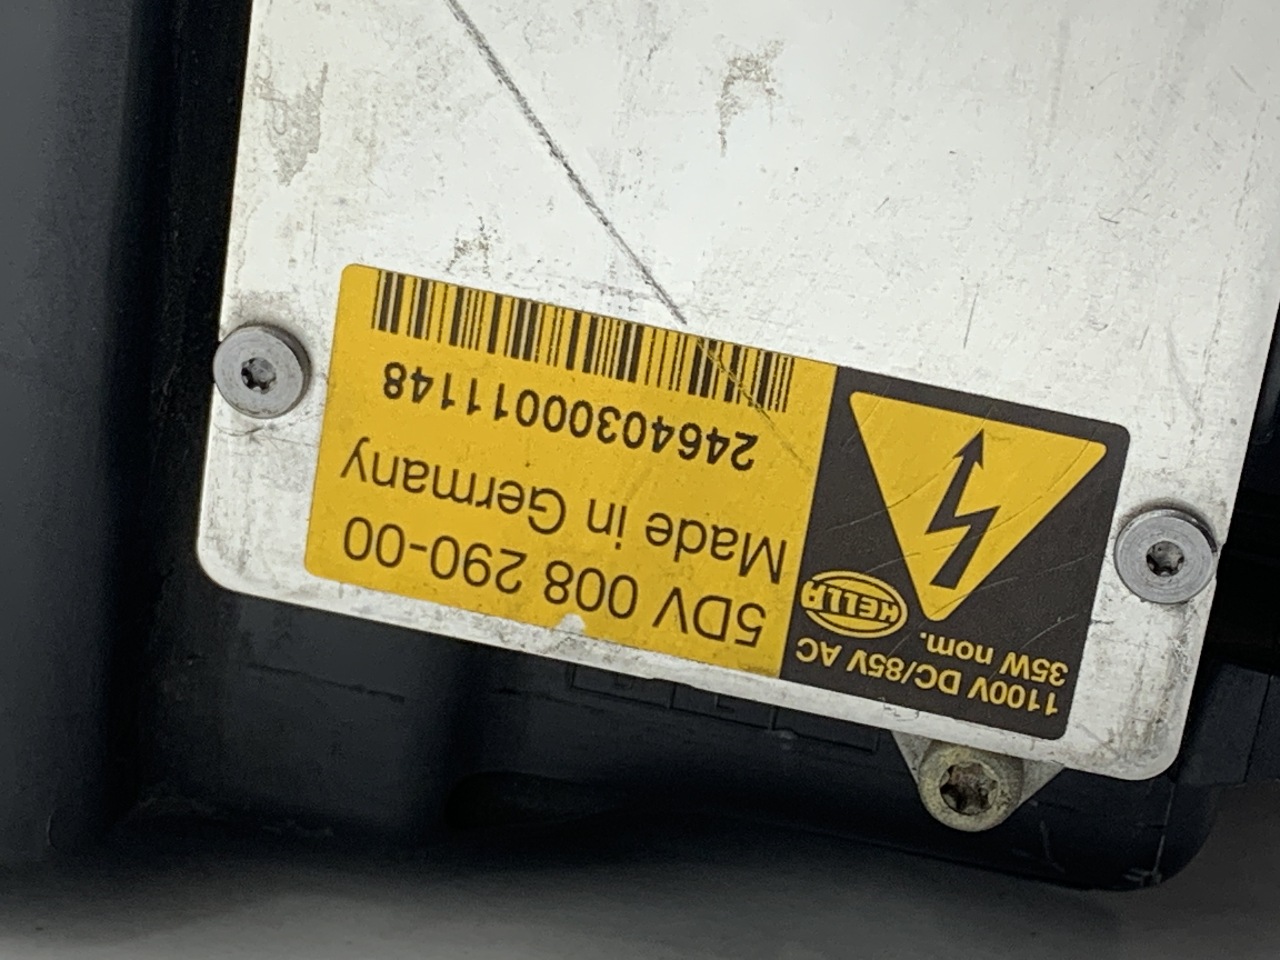 1100V DC/85V AC
35W nom.
HELLA
5DV 008 290-00
Made in Germany
24640300011148